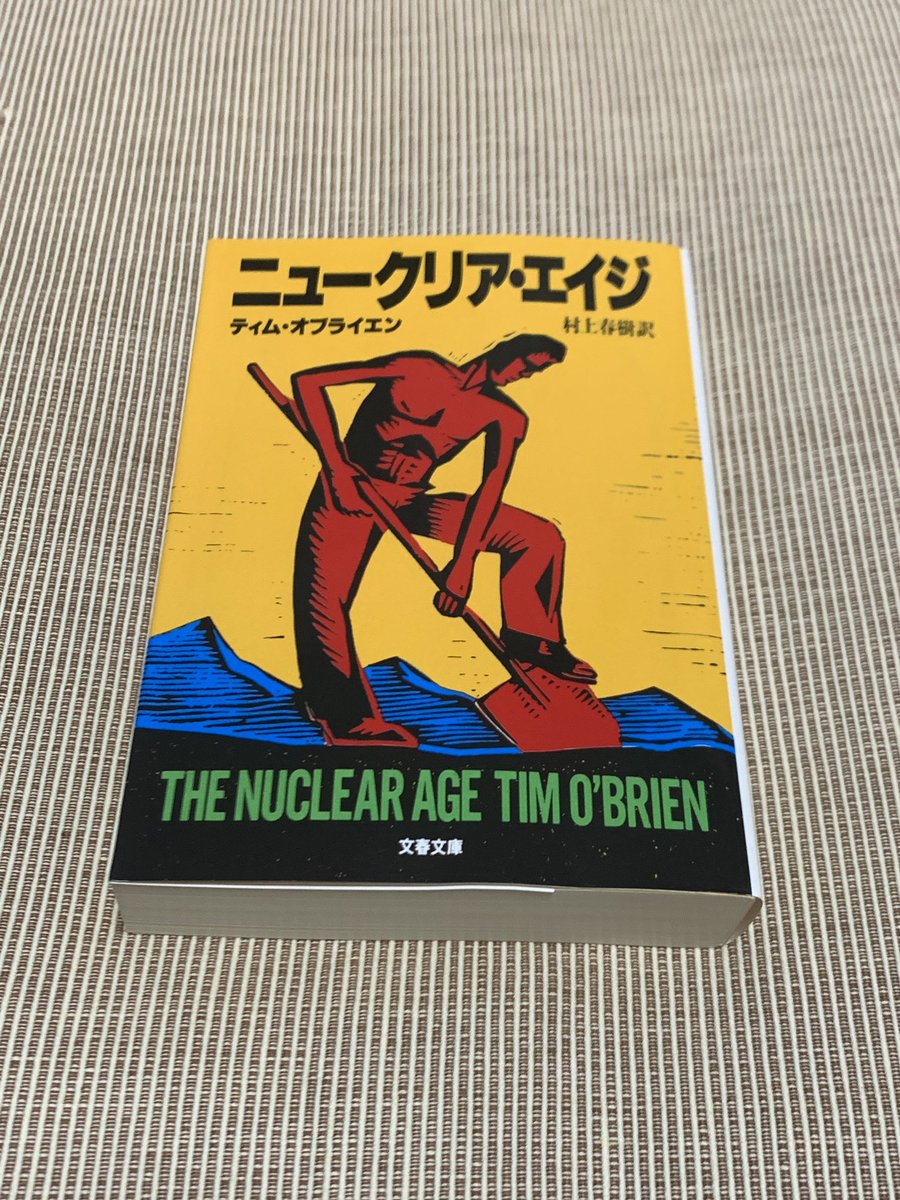 ニュークリア・エイジ
ティム・オブライエン 村上春樹訳
THE NUCLEAR AGE TIM O'BRIEN
文春文庫